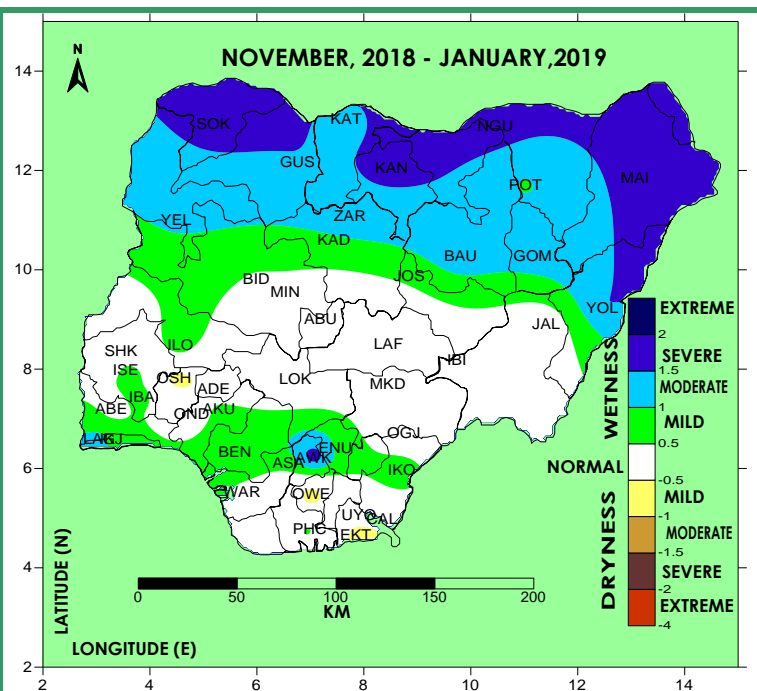 NOVEMBER, 2018 - JANUARY,2019
N
14
12
10
8
6
4
2
2
4
6
8
10
12
14
LATITUDE (N)
LONGITUDE (E)
SOK
KAT
NGU
GUS
KAN
POT
MAI
YEL
ZAR
KAD
BAU
GOM
JOS
BID
MIN
YOL
ABU
JAL
SHK
ILO
LAF
ISE
OSH
IBI
ADE
LOK
MKD
IBA
ABE
OND
AKU
OGJ
LAG
IKJ
BEN
ENU
AWK
ASA
IKO
WAR
OWE
UYO
CAL
PHC
EKT
0
50
100
150
200
KM
WETNESS
EXTREME
2
SEVERE
1.5
MODERATE
1
MILD
0.5
NORMAL
-0.5
DRYNESS
MILD
-1
MODERATE
-1.5
SEVERE
-2
EXTREME
-4